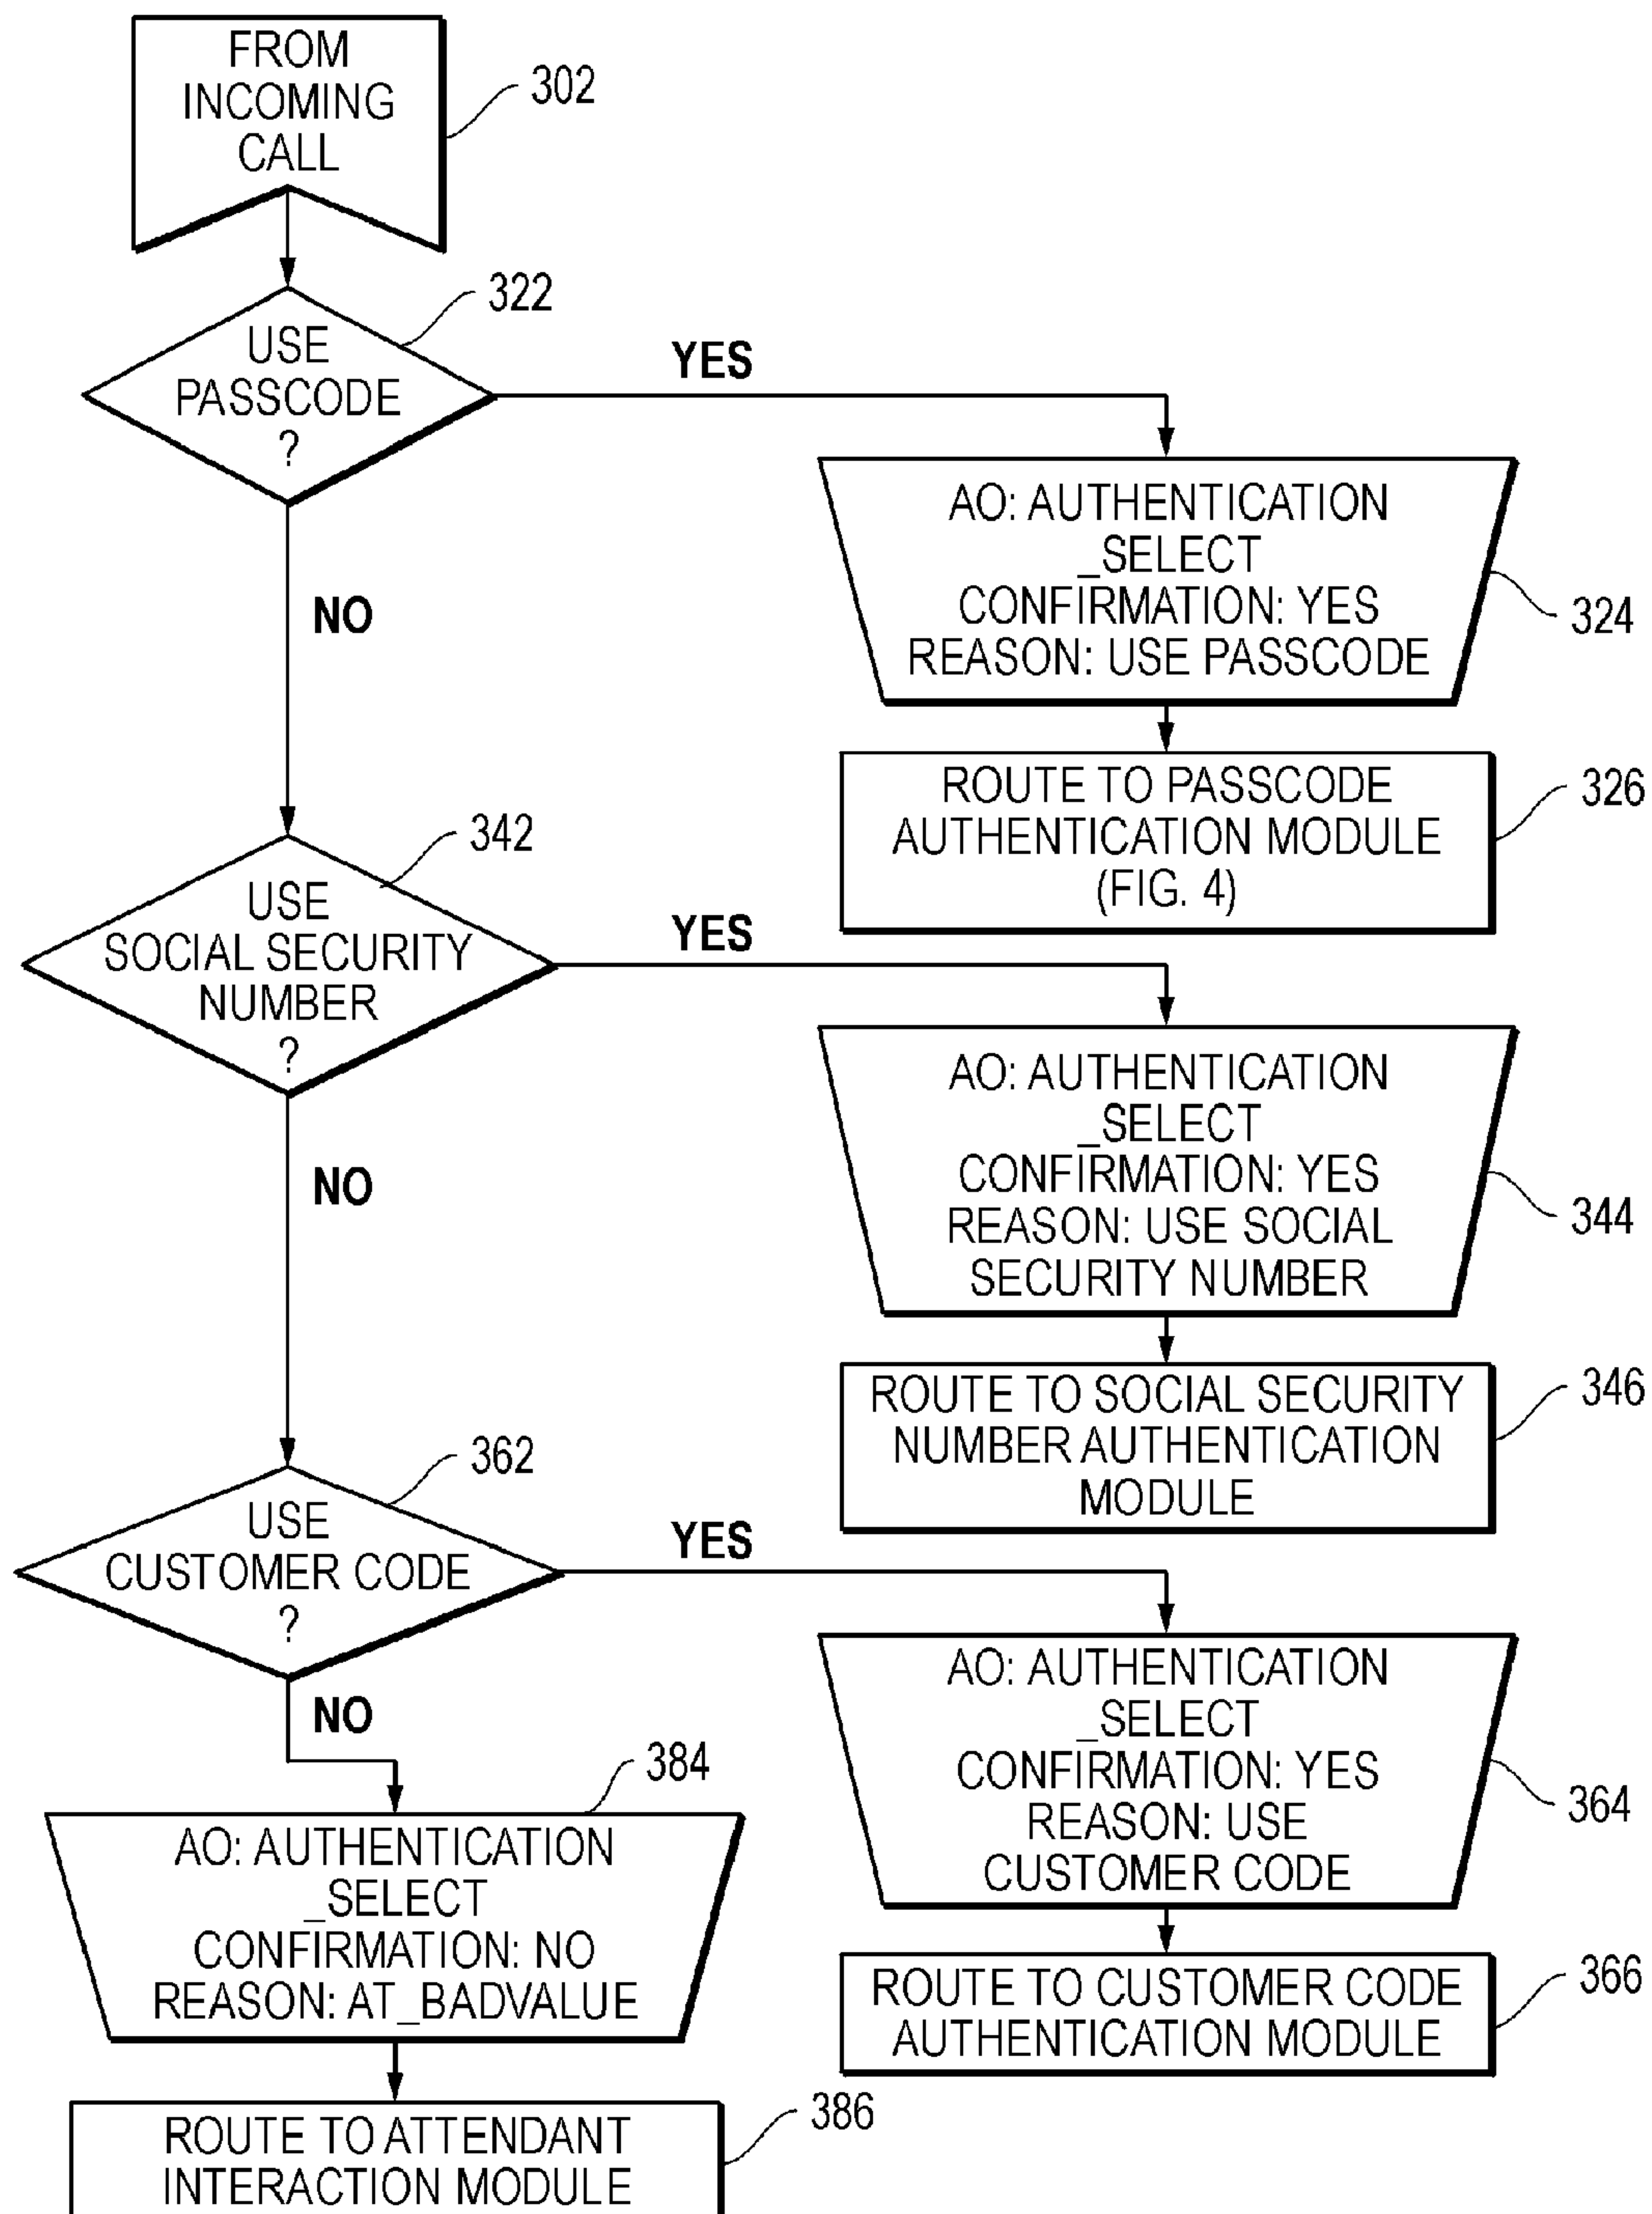 FROM
INCOMING
CALL
302
322
USE
PASSCODE
?
YES
NO
AO: AUTHENTICATION
_SELECT
CONFIRMATION: YES
REASON: USE PASSCODE
324
ROUTE TO PASSCODE
AUTHENTICATION MODULE
(FIG. 4)
326
342
USE
SOCIAL SECURITY
NUMBER
?
YES
NO
AO: AUTHENTICATION
_SELECT
CONFIRMATION: YES
REASON: USE SOCIAL
SECURITY NUMBER
344
ROUTE TO SOCIAL SECURITY
NUMBER AUTHENTICATION
MODULE
346
362
USE
CUSTOMER CODE
?
YES
NO
AO: AUTHENTICATION
_SELECT
CONFIRMATION: YES
REASON: USE
CUSTOMER CODE
364
ROUTE TO CUSTOMER CODE
AUTHENTICATION MODULE
366
384
AO: AUTHENTICATION
_SELECT
CONFIRMATION: NO
REASON: AT_BADVALUE
ROUTE TO ATTENDANT
INTERACTION MODULE
386